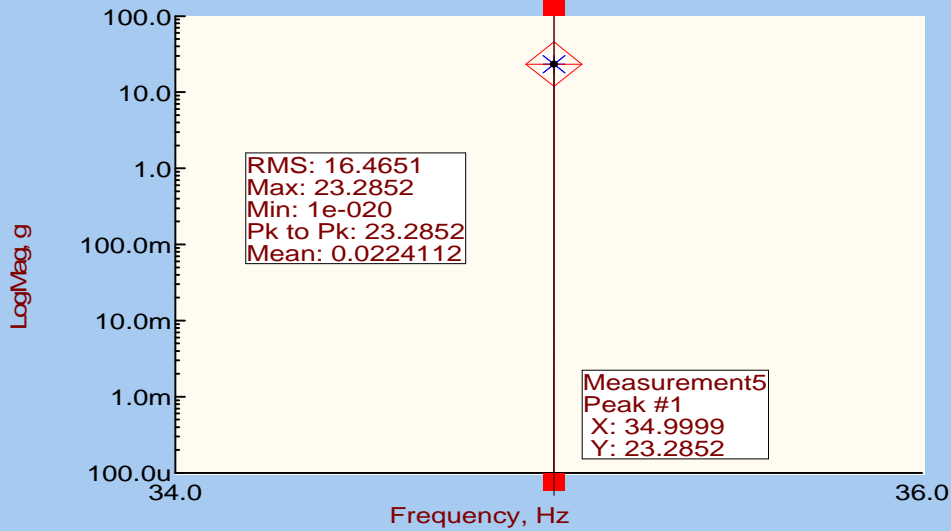 100.0
10.0
1.0
100.0m
10.0m
1.0m
100.0u
LogMag, g
RMS: 16.4651
Max: 23.2852
Min: 1e-020
Pk to Pk: 23.2852
Mean: 0.0224112
Measurement5
Peak #1
X: 34.9999
Y: 23.2852
34.0
36.0
Frequency, Hz